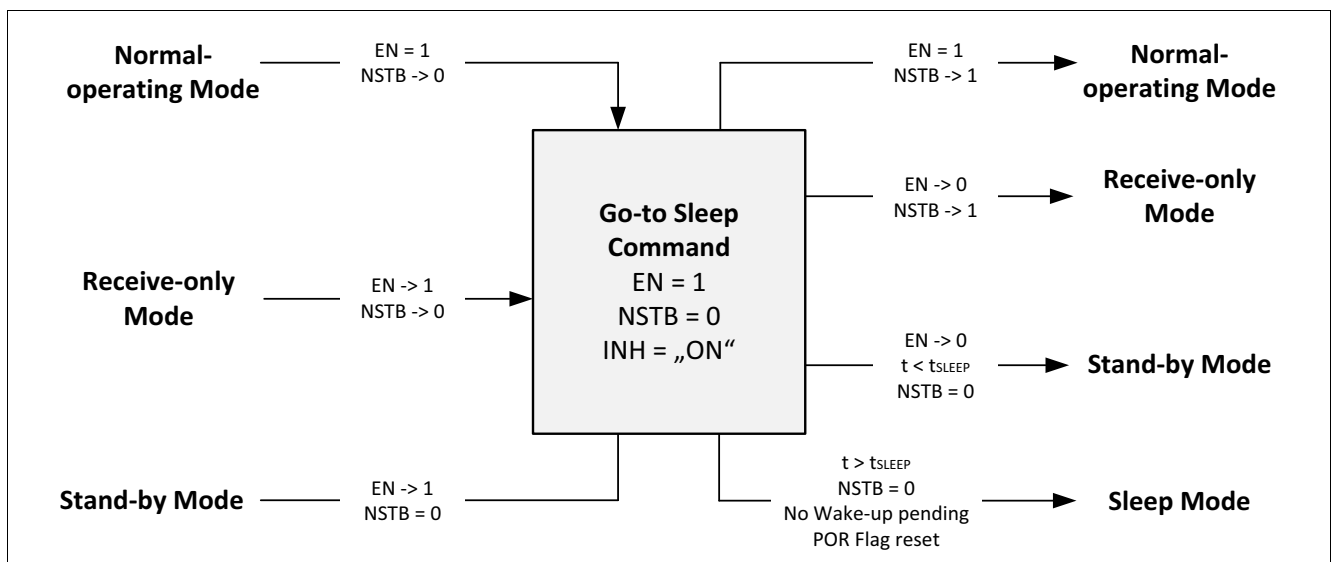 Normal-
operating Mode
EN = 1
NSTB -> 0
EN = 1
NSTB -> 1
Normal-
operating Mode
Go-to Sleep
Command
EN = 1
NSTB = 0
INH = „ON“
EN -> 0
NSTB -> 1
Receive-only
Mode
Receive-only
Mode
EN -> 1
NSTB -> 0
EN -> 0
t < tSLEEP
NSTB = 0
Stand-by Mode
Stand-by Mode
EN -> 1
NSTB = 0
t > tSLEEP
NSTB = 0
No Wake-up pending
POR Flag reset
Sleep Mode